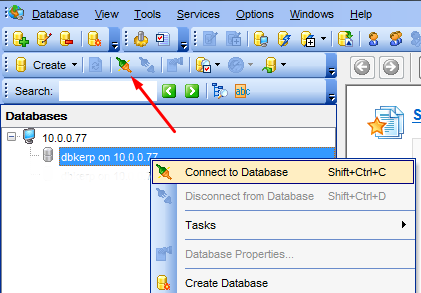 Database View Tools Services Options Windows Help
Create
Search:
abc
Databases
10.0.0.77
dbkerp on 10.0.0.77
Connect to Database Shift+Ctrl+C
Disconnect from Database Shift+Ctrl+D
Tasks
Database Properties...
Create Database